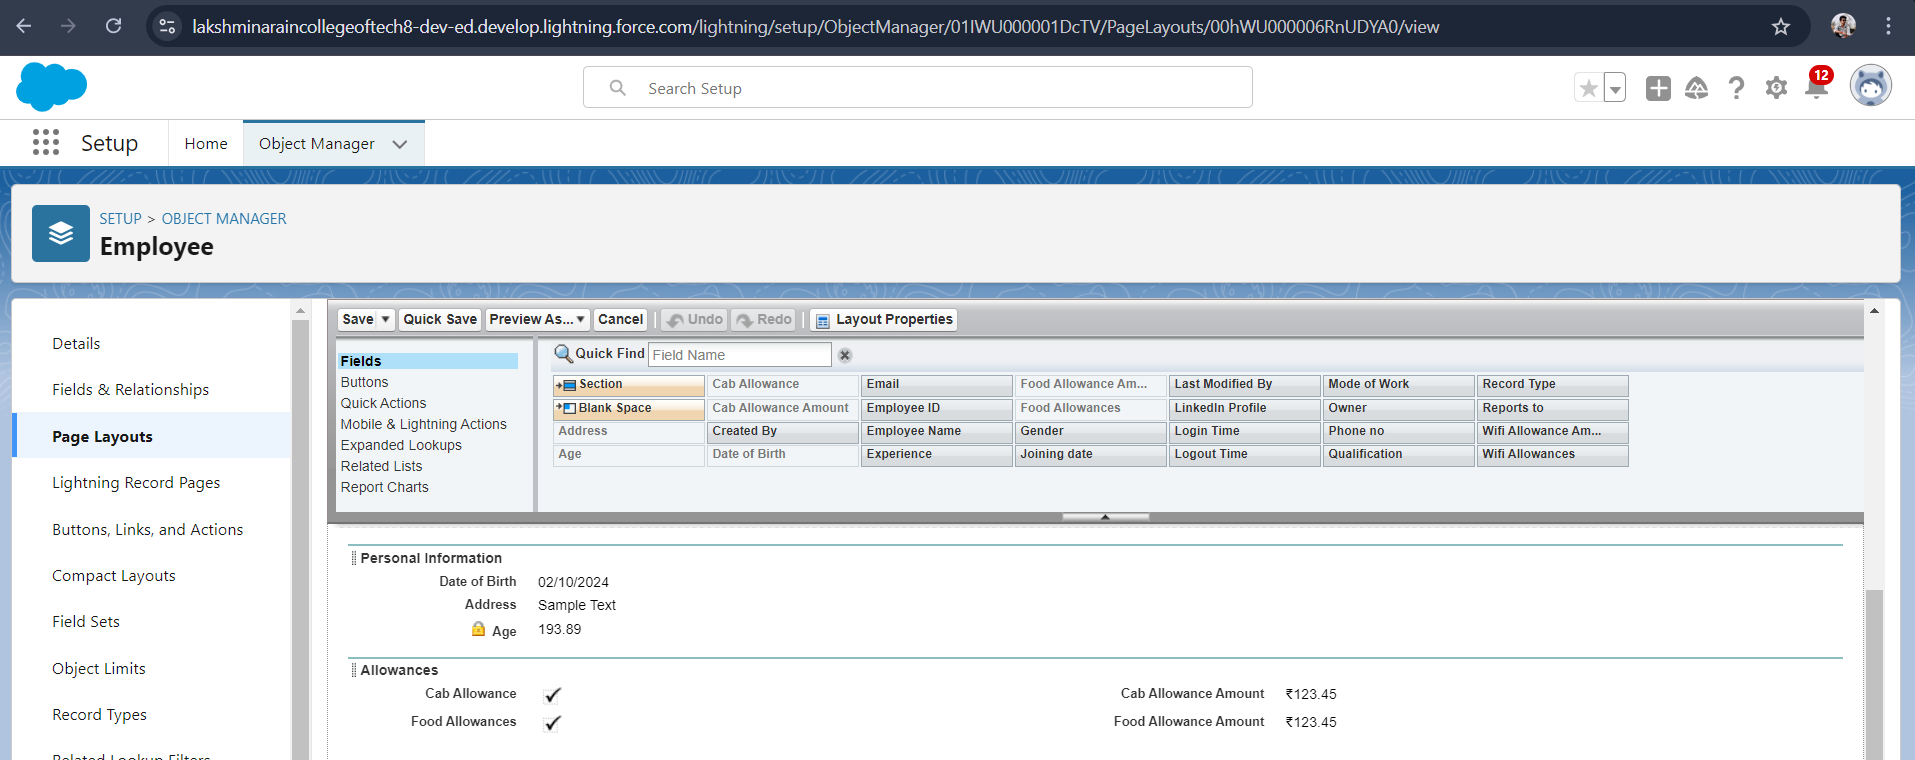 lakshminaraincollegeoftech8-dev-ed.develop.lightning.force.com/lightning/setup/ObjectManager/01IWU000001DcTV/PageLayouts/00hWU000006RnUDYA0/view
Search Setup
12
Setup Home Object Manager
SETUP > OBJECT MANAGER
Employee
Details
Fields & Relationships
Page Layouts
Lightning Record Pages
Buttons, Links, and Actions
Compact Layouts
Field Sets
Object Limits
Record Types
Related Lookup Filters
Save Quick Save Preview As... Cancel Undo Redo Layout Properties
Fields
Buttons
Quick Actions
Mobile & Lightning Actions
Expanded Lookups
Related Lists
Report Charts
Quick Find Field Name
Section Cab Allowance Email Food Allowance Am... Last Modified By Mode of Work Record Type
Blank Space Cab Allowance Amount Employee ID Food Allowances LinkedIn Profile Owner Reports to
Address Created By Employee Name Gender Login Time Phone no Wifi Allowance Am...
Age Date of Birth Experience Joining date Logout Time Qualification Wifi Allowances
Personal Information
Date of Birth 02/10/2024
Address Sample Text
Age 193.89
Allowances
Cab Allowance Cab Allowance Amount ₹123.45
Food Allowances Food Allowance Amount ₹123.45